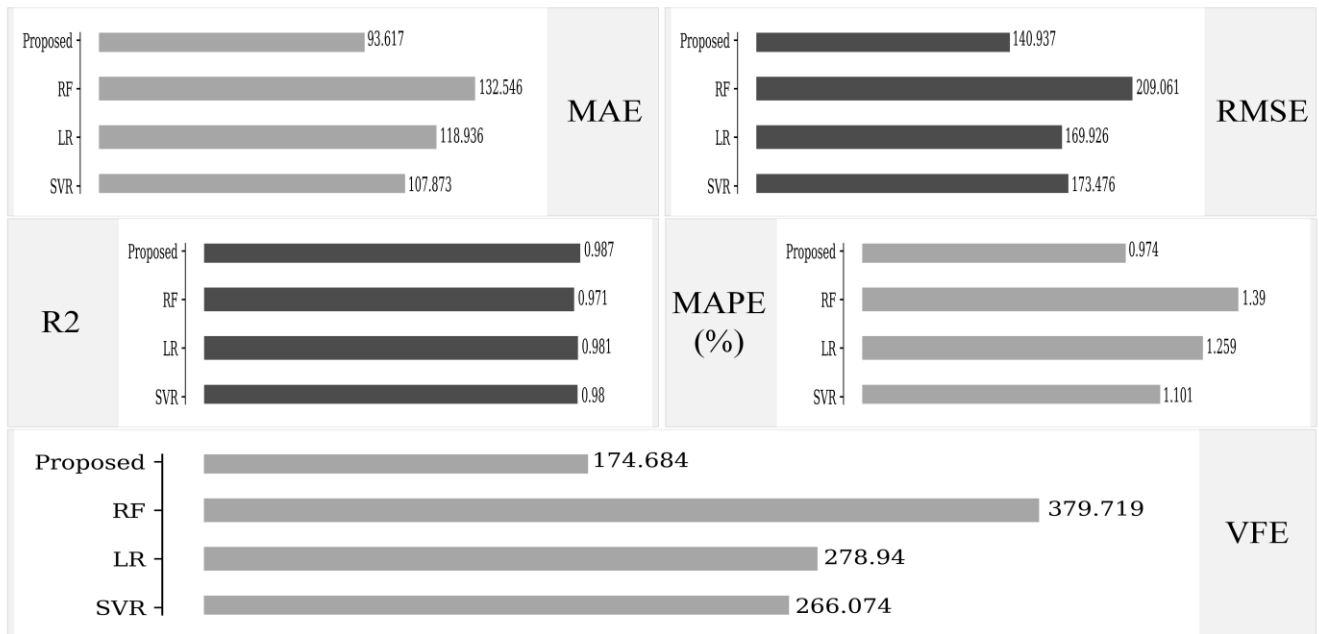 Proposed 93.617
RF 132.546
LR 118.936
SVR 107.873
MAE
Proposed 140.937
RF 209.061
LR 169.926
SVR 173.476
RMSE
R2
Proposed 0.987
RF 0.971
LR 0.981
SVR 0.98
MAPE
(%)
Proposed 0.974
RF 1.39
LR 1.259
SVR 1.101
Proposed 174.684
RF 379.719
LR 278.94
SVR 266.074
VFE